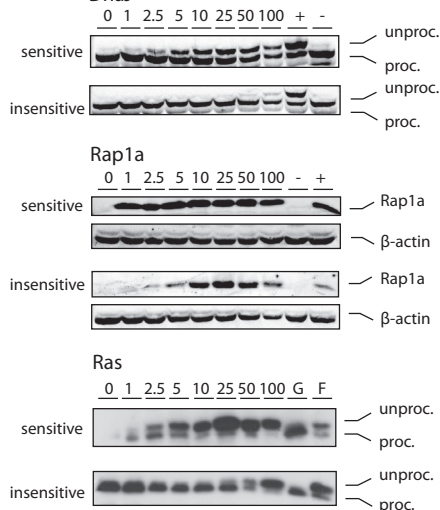 0 1 2.5 5 10 25 50 100 + -
sensitive
unproc.
proc.
insensitive
unproc.
proc.
Rap1a
0 1 2.5 5 10 25 50 100 - +
sensitive
Rap1a
β-actin
insensitive
Rap1a
β-actin
Ras
0 1 2.5 5 10 25 50 100 G F
sensitive
unproc.
proc.
insensitive
unproc.
proc.